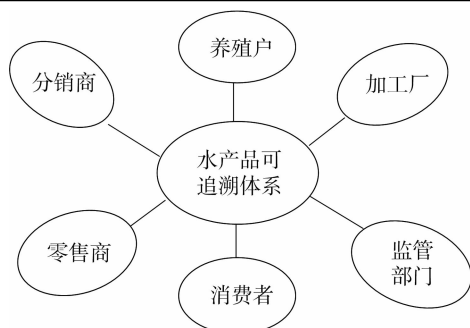 养殖户
分销商
加工厂
水产品可
追溯体系
零售商
监管
部门
消费者